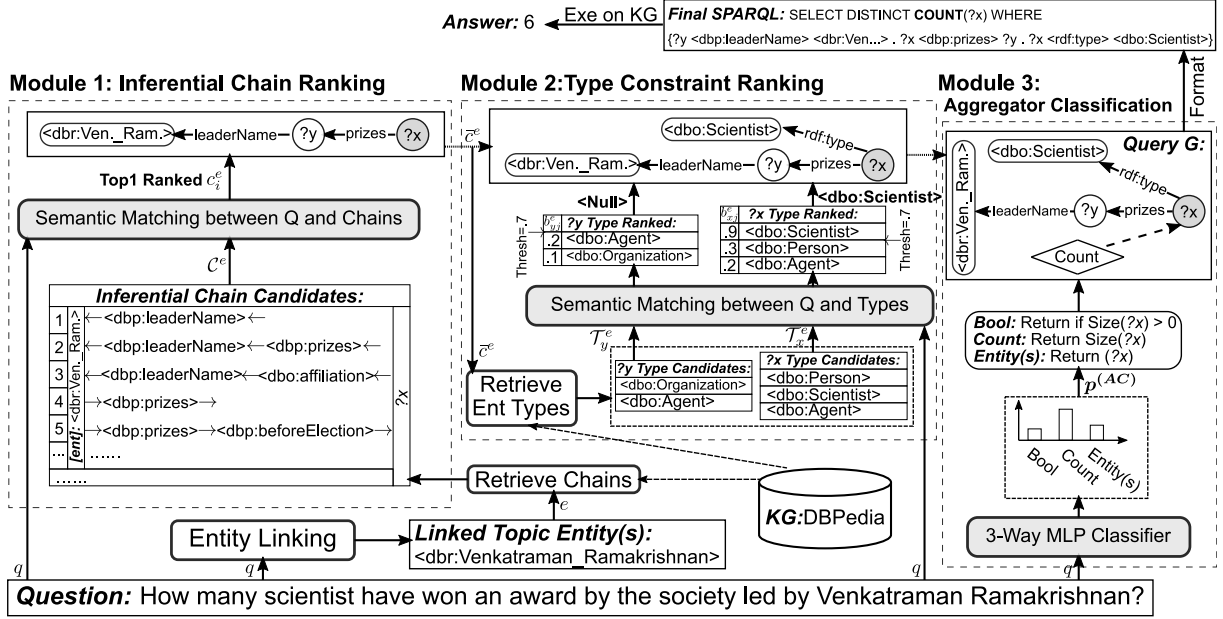 Answer: 6
Exe on KG
Final SPARQL: SELECT DISTINCT COUNT(?x) WHERE
{?y <dbp:leaderName> <dbr:Ven...> . ?x <dbp:prizes> ?y . ?x <rdf:type> <dbo:Scientist>}
Format
Module 1: Inferential Chain Ranking
<dbr:Ven._Ram.>
leaderName
?y
prizes
?x
Top1 Ranked c_i^e
Semantic Matching between Q and Chains
C^e
Inferential Chain Candidates:
1
←<dbp:leaderName>←
2
←<dbp:leaderName>←<dbp:prizes>←
3
←<dbp:leaderName>←<dbo:affiliation>←
4
→<dbp:prizes>→
5
→<dbp:prizes>→<dbp:beforeElection>→
...
......
......
[ent]: <dbr:Ven._Ram.>
?x
c̅^e
Module 2:Type Constraint Ranking
<dbo:Scientist>
rdf:type
<dbr:Ven._Ram.>
leaderName
?y
prizes
?x
<Null>
<dbo:Scientist>
Thresh=.7
b_yj^e
?y Type Ranked:
.2 <dbo:Agent>
.1 <dbo:Organization>
b_xj^e
?x Type Ranked:
.9 <dbo:Scientist>
.3 <dbo:Person>
.2 <dbo:Agent>
Thresh=.7
Semantic Matching between Q and Types
T_y^e
T_x^e
c̅^e
Retrieve
Ent Types
?y Type Candidates:
<dbo:Organization>
<dbo:Agent>
?x Type Candidates:
<dbo:Person>
<dbo:Scientist>
<dbo:Agent>
Module 3:
Aggregator Classification
Query G:
<dbr:Ven._Ram.>
<dbo:Scientist>
rdf:type
leaderName
?y
prizes
?x
Count
Bool: Return if Size(?x) > 0
Count: Return Size(?x)
Entity(s): Return (?x)
p^(AC)
Bool
Count
Entity(s)
3-Way MLP Classifier
Retrieve Chains
e
KG:DBPedia
Entity Linking
Linked Topic Entity(s):
<dbr:Venkatraman_Ramakrishnan>
q
q
q
q
Question: How many scientist have won an award by the society led by Venkatraman Ramakrishnan?